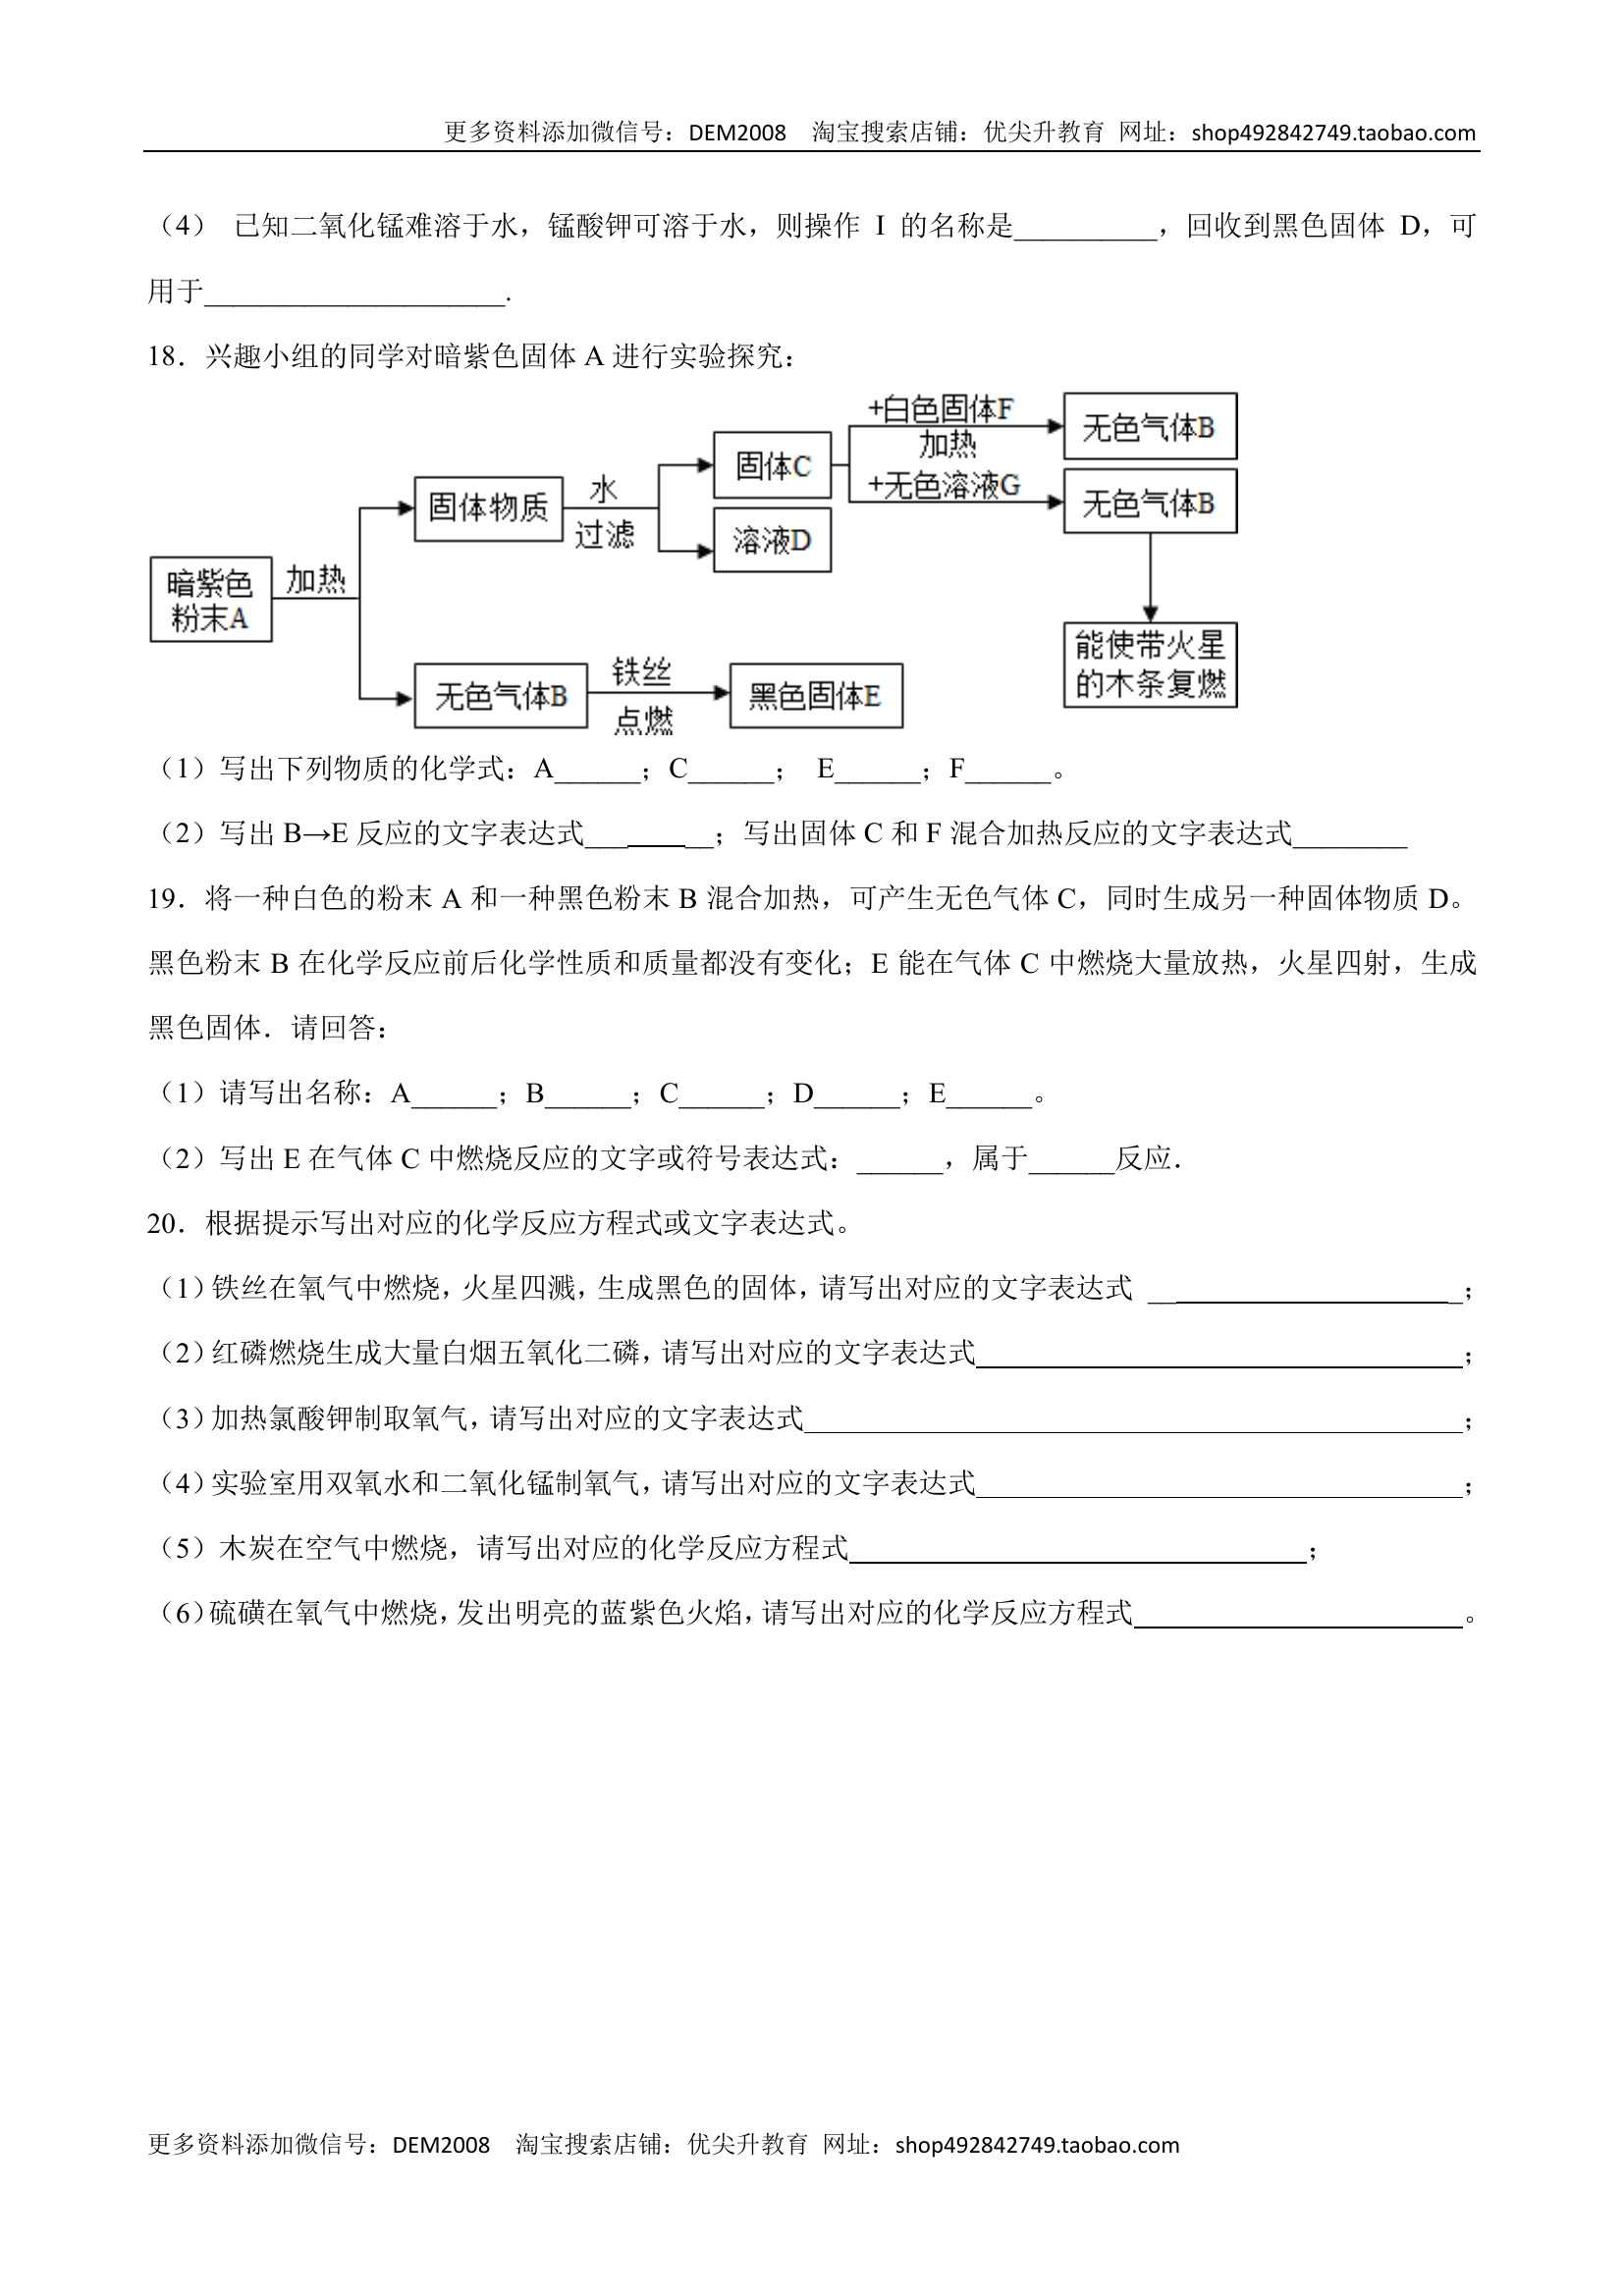 更多资料添加微信号：DEM2008 淘宝搜索店铺：优尖升教育 网址：shop492842749.taobao.com
（4） 已知二氧化锰难溶于水，锰酸钾可溶于水，则操作 I 的名称是__________，回收到黑色固体 D，可
用于_____________________.
18．兴趣小组的同学对暗紫色固体 A 进行实验探究：
暗紫色
粉末A
加热
固体物质
水
过滤
固体C
溶液D
+白色固体F
加热
无色气体B
+无色溶液G
无色气体B
能使带火星
的木条复燃
无色气体B
铁丝
点燃
黑色固体E
（1）写出下列物质的化学式：A______；C______； E______；F______。
（2）写出 B→E 反应的文字表达式_________；写出固体 C 和 F 混合加热反应的文字表达式________
19．将一种白色的粉末 A 和一种黑色粉末 B 混合加热，可产生无色气体 C，同时生成另一种固体物质 D。
黑色粉末 B 在化学反应前后化学性质和质量都没有变化；E 能在气体 C 中燃烧大量放热，火星四射，生成
黑色固体．请回答：
（1）请写出名称：A______；B______；C______；D______；E______。
（2）写出 E 在气体 C 中燃烧反应的文字或符号表达式：______，属于______反应．
20．根据提示写出对应的化学反应方程式或文字表达式。
（1）铁丝在氧气中燃烧，火星四溅，生成黑色的固体，请写出对应的文字表达式 ______________________；
（2）红磷燃烧生成大量白烟五氧化二磷，请写出对应的文字表达式__________________________________；
（3）加热氯酸钾制取氧气，请写出对应的文字表达式______________________________________________；
（4）实验室用双氧水和二氧化锰制氧气，请写出对应的文字表达式__________________________________；
（5）木炭在空气中燃烧，请写出对应的化学反应方程式________________________________；
（6）硫磺在氧气中燃烧，发出明亮的蓝紫色火焰，请写出对应的化学反应方程式_______________________。
更多资料添加微信号：DEM2008 淘宝搜索店铺：优尖升教育 网址：shop492842749.taobao.com